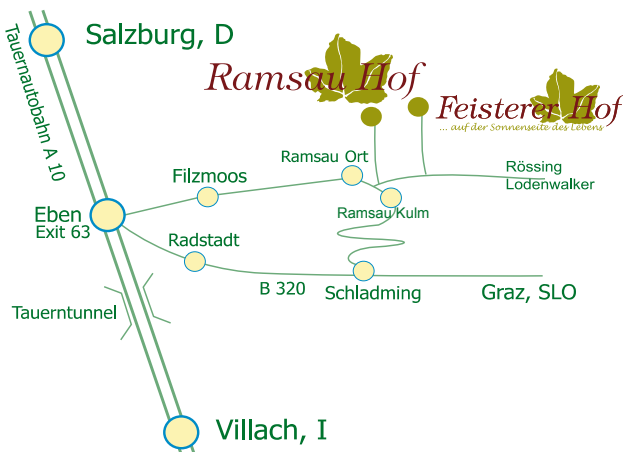 Salzburg, D
Tauernautobahn A 10
Ramsau Hof
Feisterer Hof
... auf der Sonnenseite des Lebens
Ramsau Ort
Filzmoos
Rössing
Lodenwalker
Eben
Exit 63
Ramsau Kulm
Radstadt
B 320
Schladming
Graz, SLO
Tauerntunnel
Villach, I